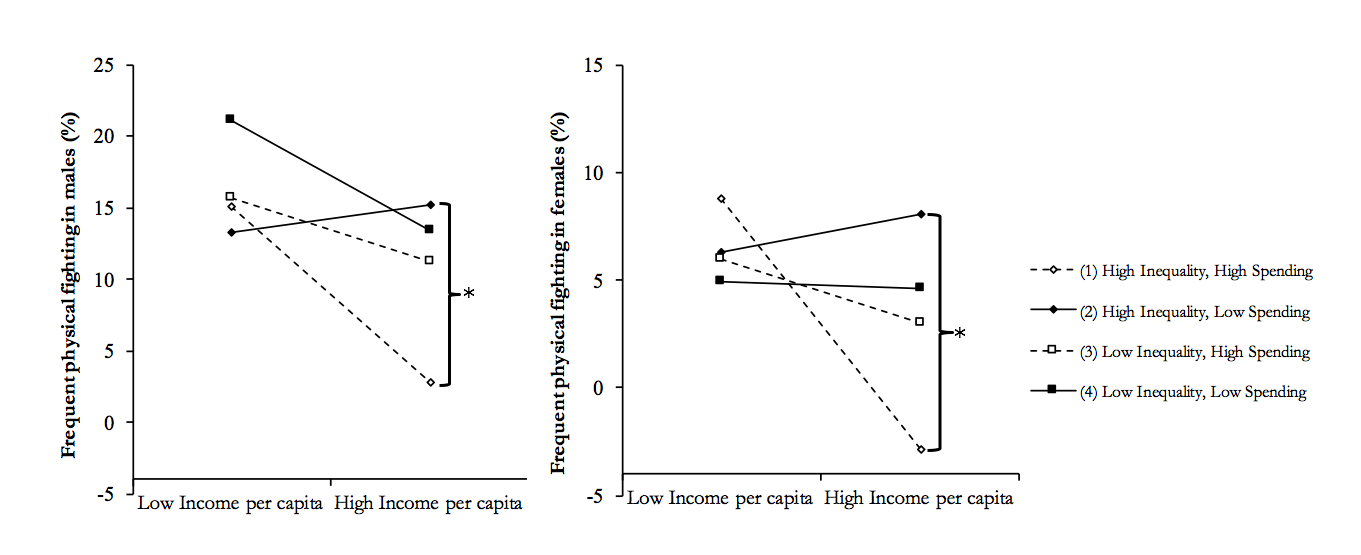 Frequent physical fighting in males (%)
25
20
15
10
5
0
-5
Low Income per capita High Income per capita
*
Frequent physical fighting in females (%)
15
10
5
0
-5
Low Income per capita High Income per capita
*
(1) High Inequality, High Spending
(2) High Inequality, Low Spending
(3) Low Inequality, High Spending
(4) Low Inequality, Low Spending